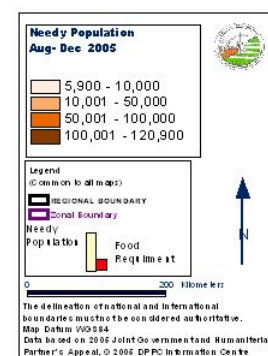 Needy Population
Aug- Dec 2005
5,900 - 10,000
10,001 - 50,000
50,001 - 100,000
100,001 - 120,900
Legend
(Common to all maps)
REGIONAL BOUNDARY
Zonal Boundary
Needy
Population
Food
Requirment
N
0 200 Kilometers
The delineation of national and international
boundaries must not be considered authoritative.
Map Datum WGS84
Data based on 2005 Joint Government and Humanitaria
Partner's Appeal, © 2005 DPPC Information Centre